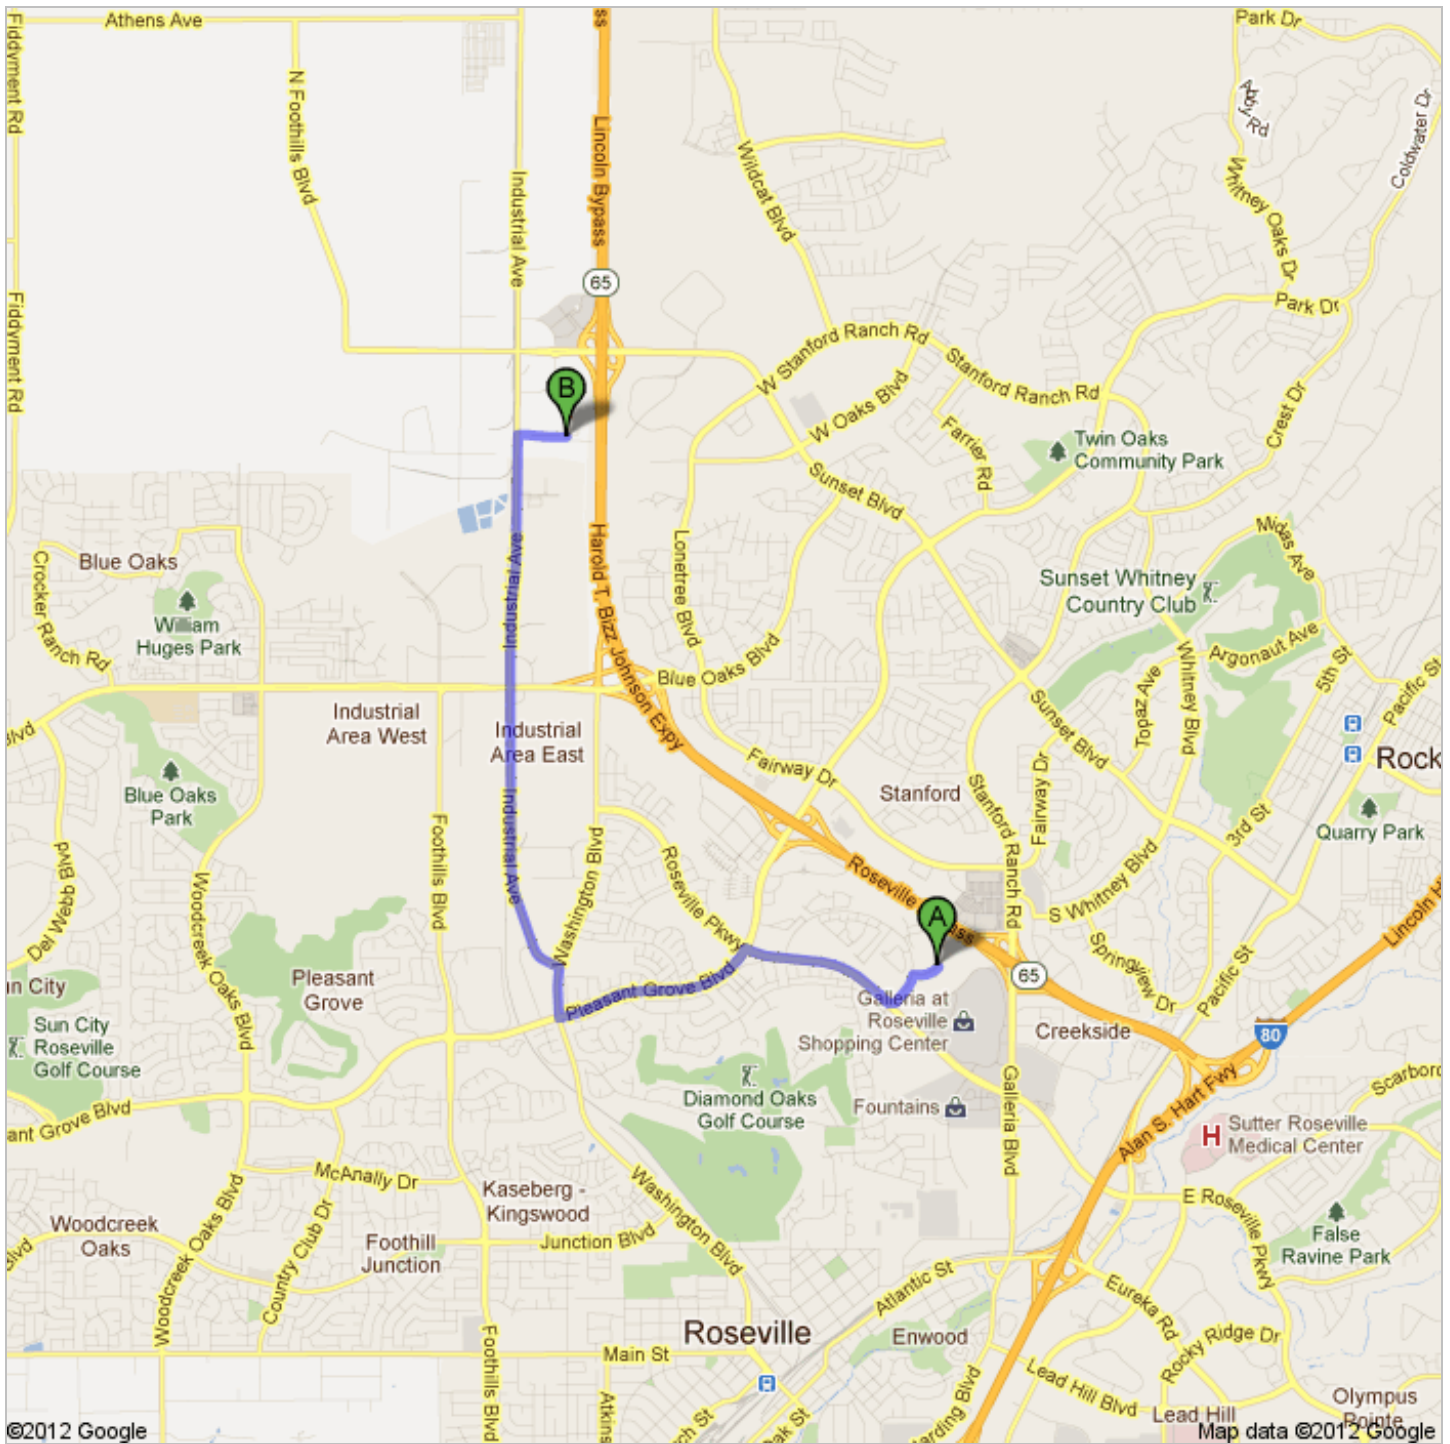 Athens Ave
Park Dr
Fiddyment Rd
N Foothills Blvd
Industrial Ave
Lincoln Bypass
Wildcat Blvd
Whitney Oaks Dr
Coldwater Dr
65
Park Dr
Fiddyment Rd
W Stanford Ranch Rd
Stanford Ranch Rd
B
W Oaks Blvd
Farrier Rd
Crest Dr
Twin Oaks
Community Park
Sunset Blvd
Midas Ave
Blue Oaks
Crocker Ranch Rd
Industrial Ave
Harold T. Bizz Johnson Expy
Lonetree Blvd
Sunset Whitney
Country Club
Huges Park
Blue Oaks Blvd
Argonaut Ave
5th St
Pacific St
Topaz Ave
Whitney Blvd
Industrial
Area West
Industrial
Area East
Sunset Blvd
Rock
Fairway Dr
Blue Oaks
Park
Stanford
Stanford Ranch Rd
Fairway Dr
3rd St
Quarry Park
Foothills Blvd
Industrial Ave
Washington Blvd
Roseville Pkwy
Roseville
ass
A
S Whitney Blvd
Del Webb Blvd
Woodcreek Oaks Blvd
Lincoln H
Pleasant
Grove
Pleasant Grove Blvd
65
Springview Dr
Pacific St
n City
Sun City
Roseville
Golf Course
Galleria at
Roseville
Shopping Center
Creekside
80
Diamond Oaks
Golf Course
Fountains
Galleria Blvd
Alan S. Hart Fwy
Scarboro
ant Grove Blvd
H
Sutter Roseville
Medical Center
McAnally Dr
Kaseberg -
Kingswood
Washington Blvd
E Roseville Pkwy
Woodcreek
Oaks
Woodcreek Oaks Blvd
Country Club Dr
Foothill
Junction
Junction Blvd
False
Ravine Park
Atlantic St
Eureka Rd
Roseville
Enwood
Rocky Ridge Dr
Main St
Foothills Blvd
Atkins
Lead Hill Blvd
Lead Hill
Olympus
Pointe
©2012 Google
Map data ©2012 Google